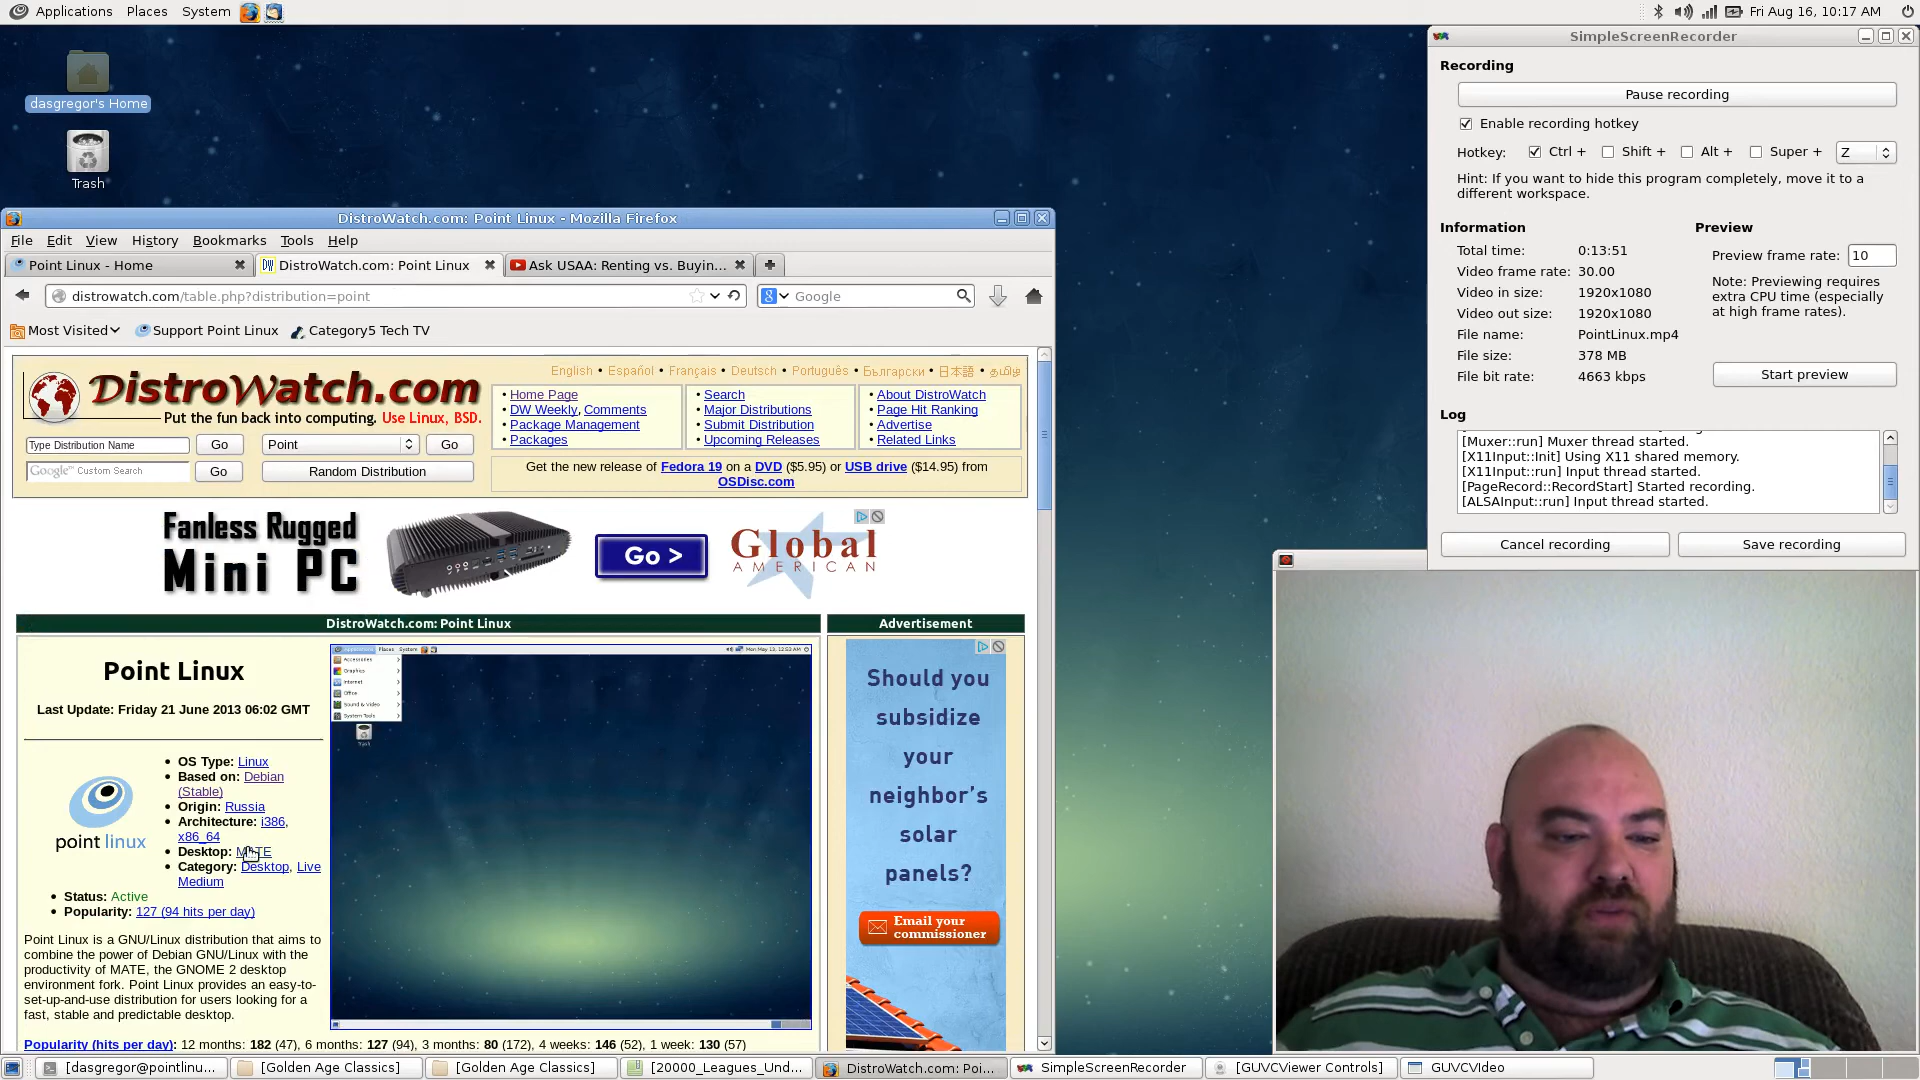 Applications Places System Fri Aug 16, 10:17 AM
dasgregor's Home
Trash
SimpleScreenRecorder
Recording
Pause recording
Enable recording hotkey
Hotkey: Ctrl + Shift + Alt + Super + Z
Hint: If you want to hide this program completely, move it to a
different workspace.
Information
Total time: 0:13:51
Video frame rate: 30.00
Video in size: 1920x1080
Video out size: 1920x1080
File name: PointLinux.mp4
File size: 378 MB
File bit rate: 4663 kbps
Preview
Preview frame rate: 10
Note: Previewing requires
extra CPU time (especially
at high frame rates).
Start preview
Log
[Muxer::run] Muxer thread started.
[X11Input::Init] Using X11 shared memory.
[X11Input::run] Input thread started.
[PageRecord::RecordStart] Started recording.
[ALSAInput::run] Input thread started.
Cancel recording Save recording
DistroWatch.com: Point Linux - Mozilla Firefox
File Edit View History Bookmarks Tools Help
Point Linux - Home DistroWatch.com: Point Linux Ask USAA: Renting vs. Buyin...
distrowatch.com/table.php?distribution=point Google
Most Visited Support Point Linux Category5 Tech TV
English • Español • Français • Deutsch • Português • Български • 日本語 • தமிழ்
DistroWatch.com
Put the fun back into computing. Use Linux, BSD.
Type Distribution Name Go Point Go
Google™ Custom Search Go Random Distribution
• Home Page
• DW Weekly, Comments
• Package Management
• Packages
• Search
• Major Distributions
• Submit Distribution
• Upcoming Releases
• About DistroWatch
• Page Hit Ranking
• Advertise
• Related Links
Get the new release of Fedora 19 on a DVD ($5.95) or USB drive ($14.95) from
OSDisc.com
Fanless Rugged
Mini PC
Go >
Global
AMERICAN
DistroWatch.com: Point Linux
Point Linux
Last Update: Friday 21 June 2013 06:02 GMT
point linux
• OS Type: Linux
• Based on: Debian
(Stable)
• Origin: Russia
• Architecture: i386,
x86_64
• Desktop: MATE
• Category: Desktop, Live
Medium
• Status: Active
• Popularity: 127 (94 hits per day)
Point Linux is a GNU/Linux distribution that aims to
combine the power of Debian GNU/Linux with the
productivity of MATE, the GNOME 2 desktop
environment fork. Point Linux provides an easy-to-
set-up-and-use distribution for users looking for a
fast, stable and predictable desktop.
Popularity (hits per day): 12 months: 182 (47), 6 months: 127 (94), 3 months: 80 (172), 4 weeks: 146 (52), 1 week: 130 (57)
Applications Places System Mon May 13, 12:53 AM
Accessories
Graphics
Internet
Office
Sound & Video
System Tools
Trash
Advertisement
Should you
subsidize
your
neighbor's
solar
panels?
Email your
commissioner
[dasgregor@pointlinu... [Golden Age Classics] [Golden Age Classics] [20000_Leagues_Und... DistroWatch.com: Poi... SimpleScreenRecorder [GUVCViewer Controls] GUVCVIdeo